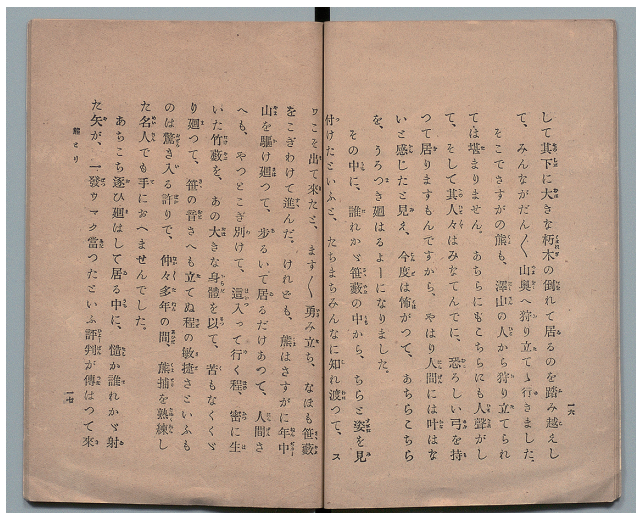 して其下に大きな朽木の倒れて居るのを踏み越えし
て、みんながだん〱山奥へ狩り立てゝ行きました。
そこでさすがの熊も、澤山の人から狩り立てられ
ては堪まりません。あちらにもこちらにも人聲がし
て、そして其人々はみなてんでに、恐ろしい弓を持
つて居りますもんですから、やはり人間には叶はな
いと感じたと見え、今度は怖がつて、あちらこちら
を、うろつき廻はるよーになりました。
その中に、誰れかゞ笹藪の中から、ちらと姿を見
付けたといふと、たちまちみんなに知れ渡つて、ス
一六
ワこそ出て來たと、ます〱勇み立ち、なほも笹藪
をこぎわけて進んだ。けれども、熊はさすがに年中
山を驅け廻つて、歩るいて居るだけあつて、人間さ
へも、やつとこぎ別けて、這入つて行く程、密に生
いた竹藪を、あの大きな身體を以て、苦もなくくゞ
り廻つて、笹の音さへも立てぬ程の敏捷さといふも
のは驚き入る許りで、仲々多年の間、熊捕を熟練し
た名人でも手におへませんでした。
あちこち逐ひ廻はして居る中に、慥か誰れかゞ射
た矢が、一發ウマク當つたといふ評判が傳はつて來
熊とり
一七